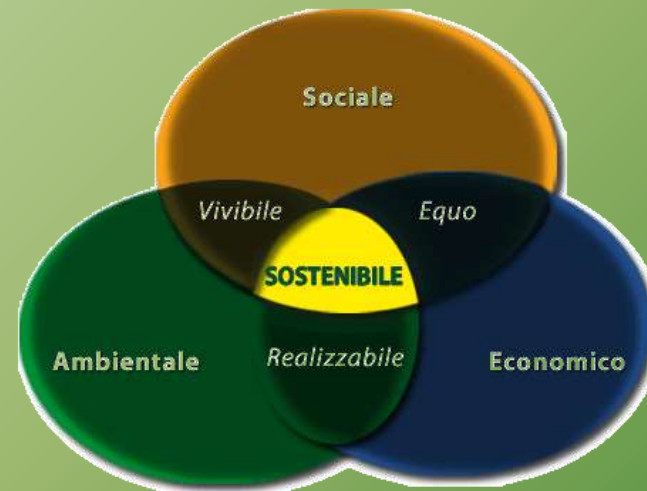 Sociale
Vivibile
Equo
SOSTENIBILE
Ambientale
Realizzabile
Economico